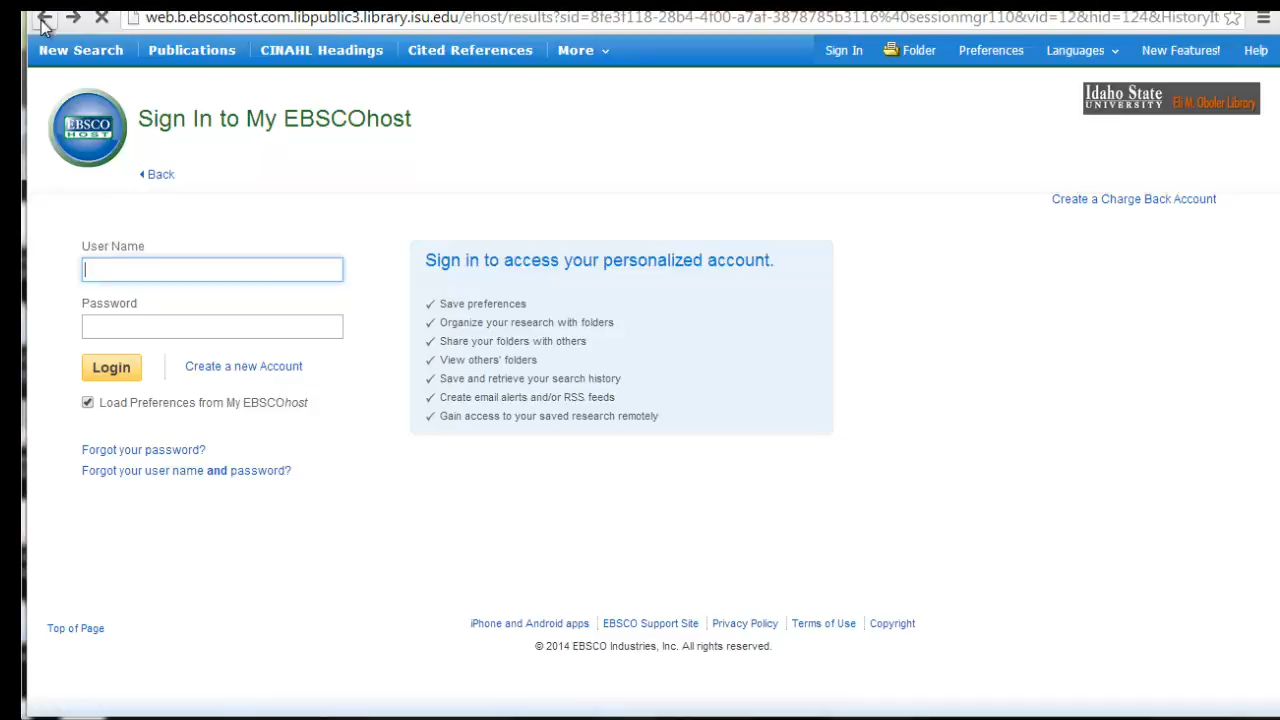 web.b.ebscohost.com.libpublic3.library.isu.edu/ehost/results?sid=8fe3f118-28b4-4f00-a7af-3878785b3116%40sessionmgr110&vid=12&hid=124&HistoryIt
New Search Publications CINAHL Headings Cited References More Sign In Folder Preferences Languages New Features! Help
EBSCO
HOST
Sign In to My EBSCOhost
Idaho State
UNIVERSITY Eli M. Oboler Library
Back
Create a Charge Back Account
User Name
Password
Login Create a new Account
Load Preferences from My EBSCOhost
Forgot your password?
Forgot your user name and password?
Sign in to access your personalized account.
✓ Save preferences
✓ Organize your research with folders
✓ Share your folders with others
✓ View others' folders
✓ Save and retrieve your search history
✓ Create email alerts and/or RSS feeds
✓ Gain access to your saved research remotely
Top of Page
iPhone and Android apps EBSCO Support Site Privacy Policy Terms of Use Copyright
© 2014 EBSCO Industries, Inc. All rights reserved.